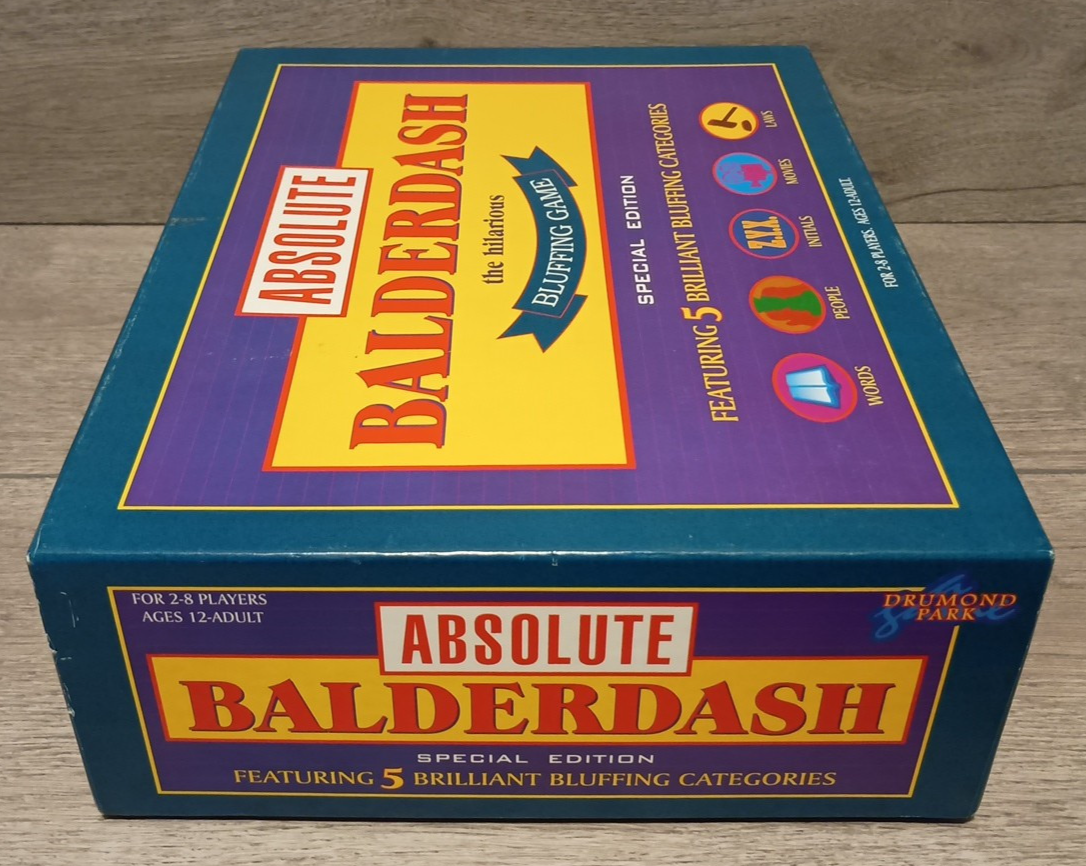 ABSOLUTE
BALDERDASH
the hilarious
BLUFFING GAME
SPECIAL EDITION
FEATURING 5 BRILLIANT BLUFFING CATEGORIES
WORDS
PEOPLE
Z.Y.X.
INITIALS
MOVIES
LAWS
FOR 2-8 PLAYERS. AGES 12-ADULT
FOR 2-8 PLAYERS
AGES 12-ADULT
DRUMOND
PARK
ABSOLUTE
BALDERDASH
SPECIAL EDITION
FEATURING 5 BRILLIANT BLUFFING CATEGORIES